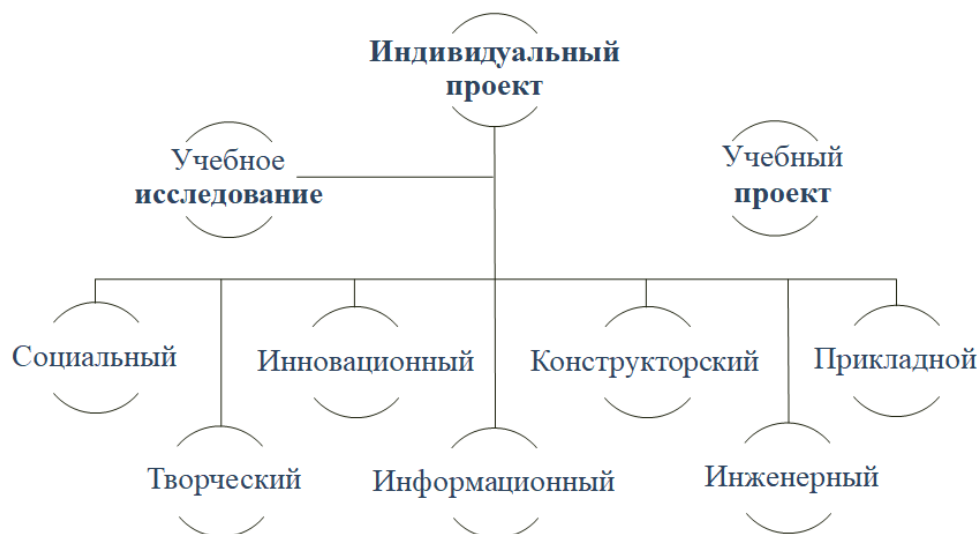 Индивидуальный
проект
Учебное
исследование
Учебный
проект
Социальный
Инновационный
Конструкторский
Прикладной
Творческий
Информационный
Инженерный